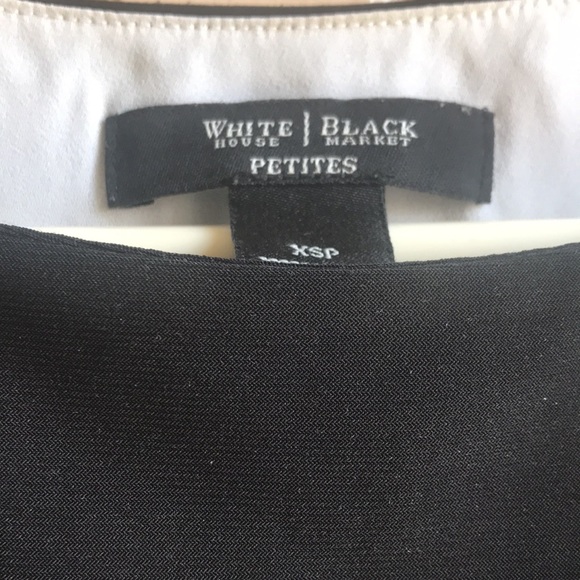 WHITE | BLACK
HOUSE MARKET
PETITES
XSP